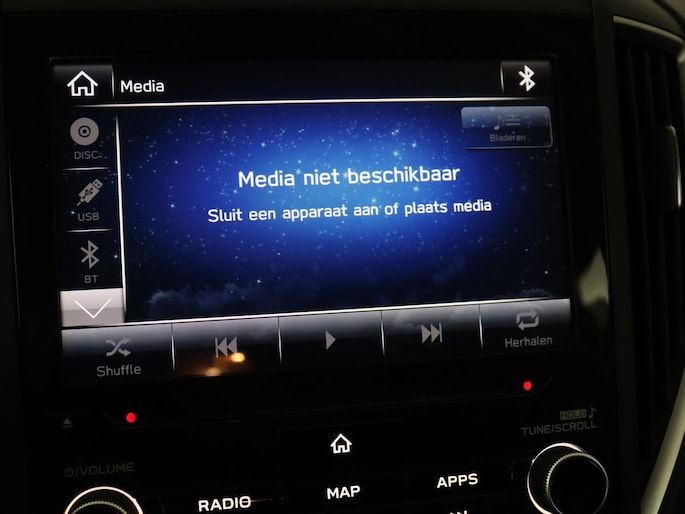 Media
Bladeren
DISC
Media niet beschikbaar
USB
Sluit een apparaat aan of plaats media
BT
Shuffle
Herhalen
HOLD
TUNE/SCROLL
/VOLUME
RADIO
MAP
APPS